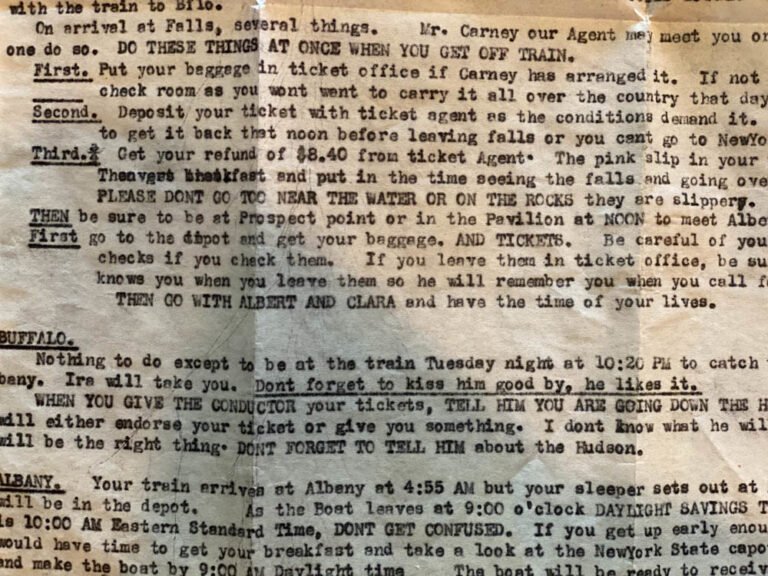 with the train to Bflo.
On arrival at Falls, several things. Mr. Carney our Agent may meet you or
one do so. DO THESE THINGS AT ONCE WHEN YOU GET OFF TRAIN.
First. Put your baggage in ticket office if Carney has arranged it. If not
check room as you wont want to carry it all over the country that day
Second. Deposit your ticket with ticket agent as the conditions demand it.
to get it back that noon before leaving falls or you cant go to NewYo
Third. Get your refund of $8.40 from ticket Agent. The pink slip in your
breakfast and put in the time seeing the falls and going ove
PLEASE DONT GO TOO NEAR THE WATER OR ON THE ROCKS they are slippery.
THEN be sure to be at Prospect point or in the Pavilion at NOON to meet Albe
First go to the depot and get your baggage. AND TICKETS. Be careful of you
checks if you check them. If you leave them in ticket office, be su
knows you when you leave them so he will remember you when you call f
THEN GO WITH ALBERT AND CLARA and have the time of your lives.
BUFFALO.
Nothing to do except to be at the train Tuesday night at 10:20 PM to catch t
bany. Ira will take you. Dont forget to kiss him good by, he likes it.
WHEN YOU GIVE THE CONDUCTOR your tickets, TELL HIM YOU ARE GOING DOWN THE H
will either endorse your ticket or give you something. I dont know what he wil
will be the right thing. DONT FORGET TO TELL HIM about the Hudson.
ALBANY. Your train arrives at Albany at 4:55 AM but your sleeper sets out at
will be in the depot. As the Boat leaves at 9:00 o'clock DAYLIGHT SAVINGS T
is 10:00 AM Eastern Standard Time, DONT GET CONFUSED. If you get up early enou
would have time to get your breakfast and take a look at the NewYork State capo
and make the boat by 9:00 AM Daylight time The boat will be ready to receiv